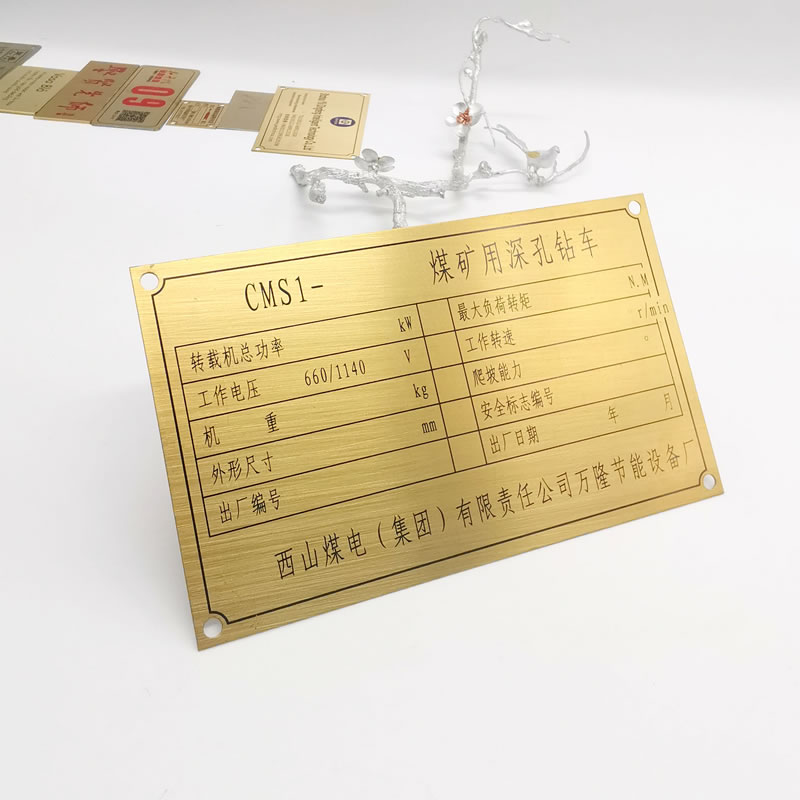 CMS1- 煤矿用深孔钻车
转载机总功率 kW 最大负荷转矩 N.M
工作电压 660/1140 V 工作转速 r/min
机 重 kg 爬坡能力 °
外形尺寸 mm 安全标志编号
出厂编号 出厂日期 年 月
西山煤电(集团)有限责任公司万隆节能设备厂
09